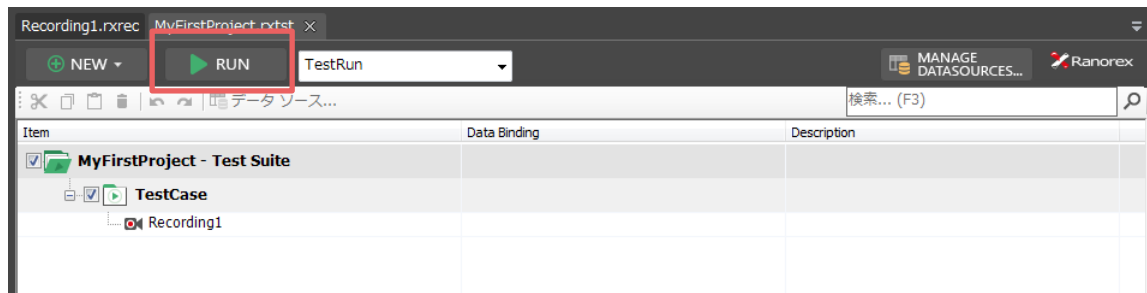 Recording1.rxrec MyFirstProject.rxtst ×
NEW RUN TestRun MANAGE DATASOURCES... Ranorex
データ ソース... 検索... (F3)
Item Data Binding Description
MyFirstProject - Test Suite
TestCase
Recording1